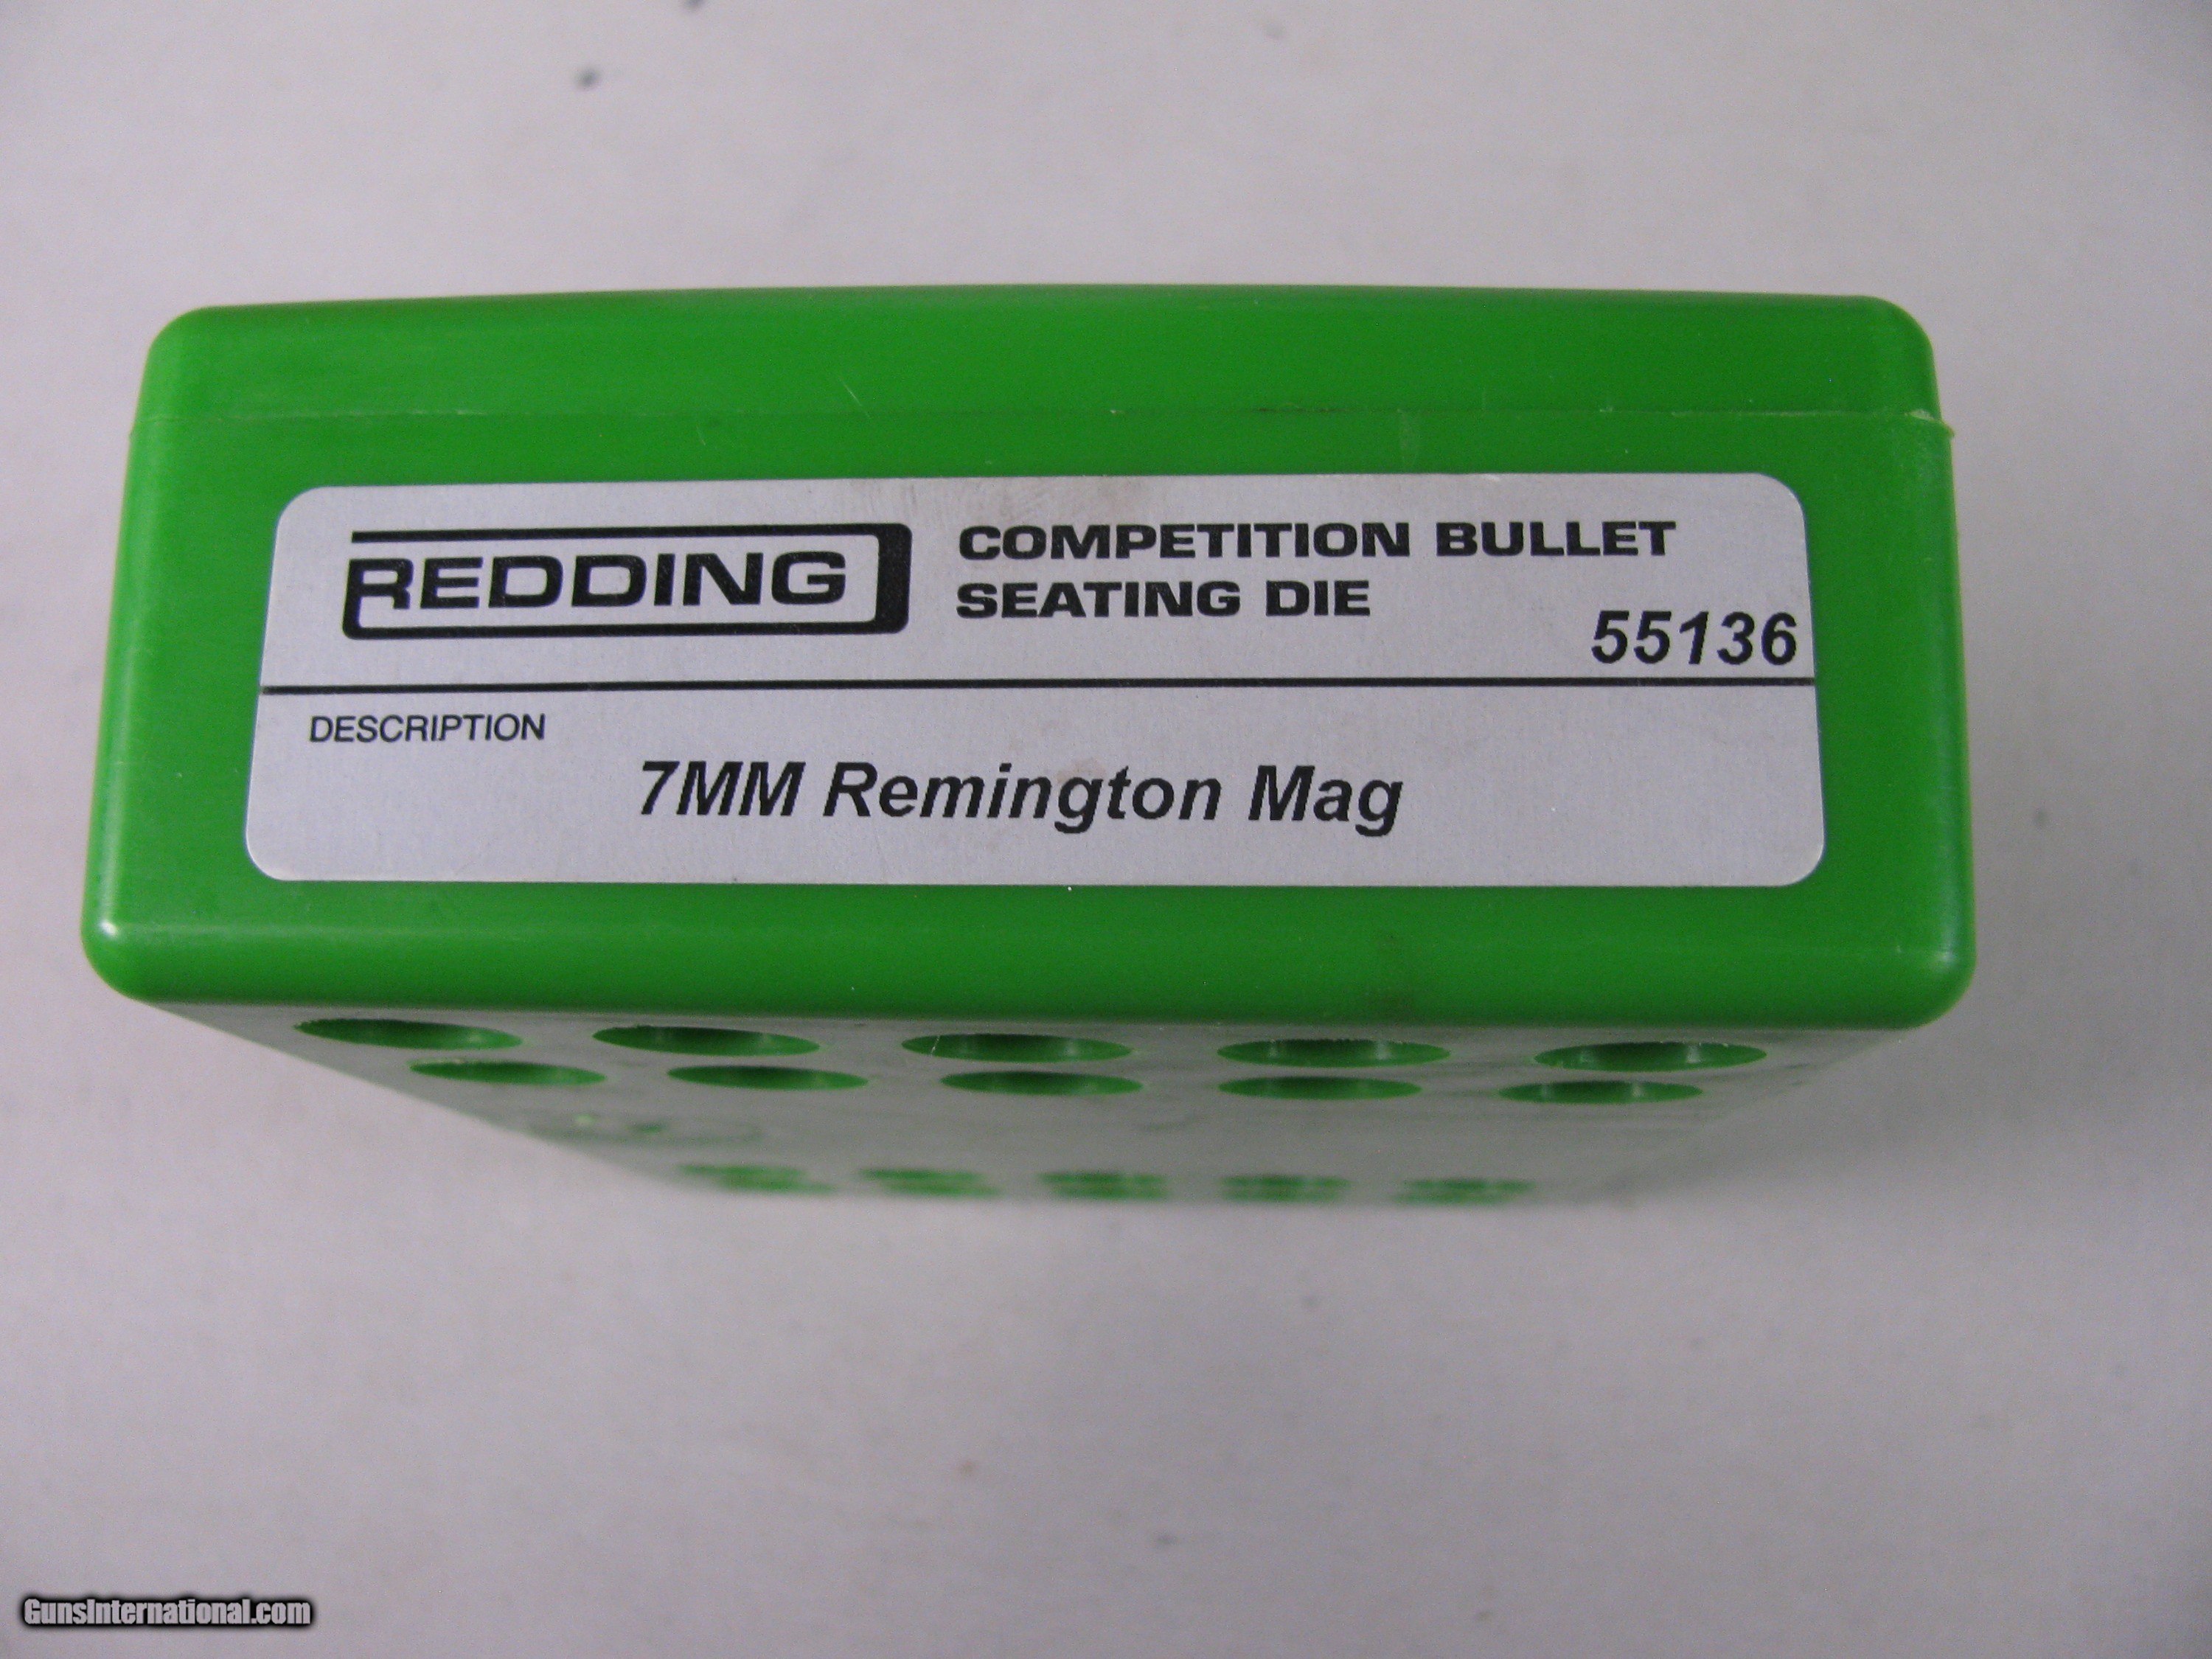 REDDING
COMPETITION BULLET
SEATING DIE
55136
DESCRIPTION
7MM Remington Mag
GunsInternational.com